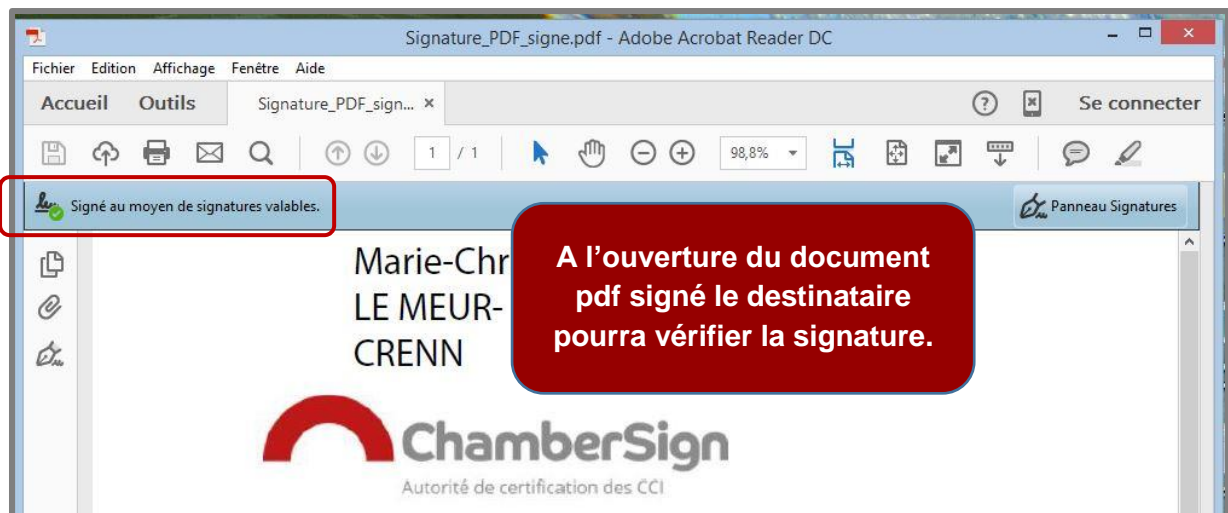 Signature_PDF_signe.pdf - Adobe Acrobat Reader DC
Fichier Edition Affichage Fenêtre Aide
Accueil Outils Signature_PDF_sign... ×
Se connecter
1 / 1
98,8%
Signé au moyen de signatures valables.
Panneau Signatures
Marie-Chr
LE MEUR-
CRENN
A l’ouverture du document
pdf signé le destinataire
pourra vérifier la signature.
ChamberSign
Autorité de certification des CCI